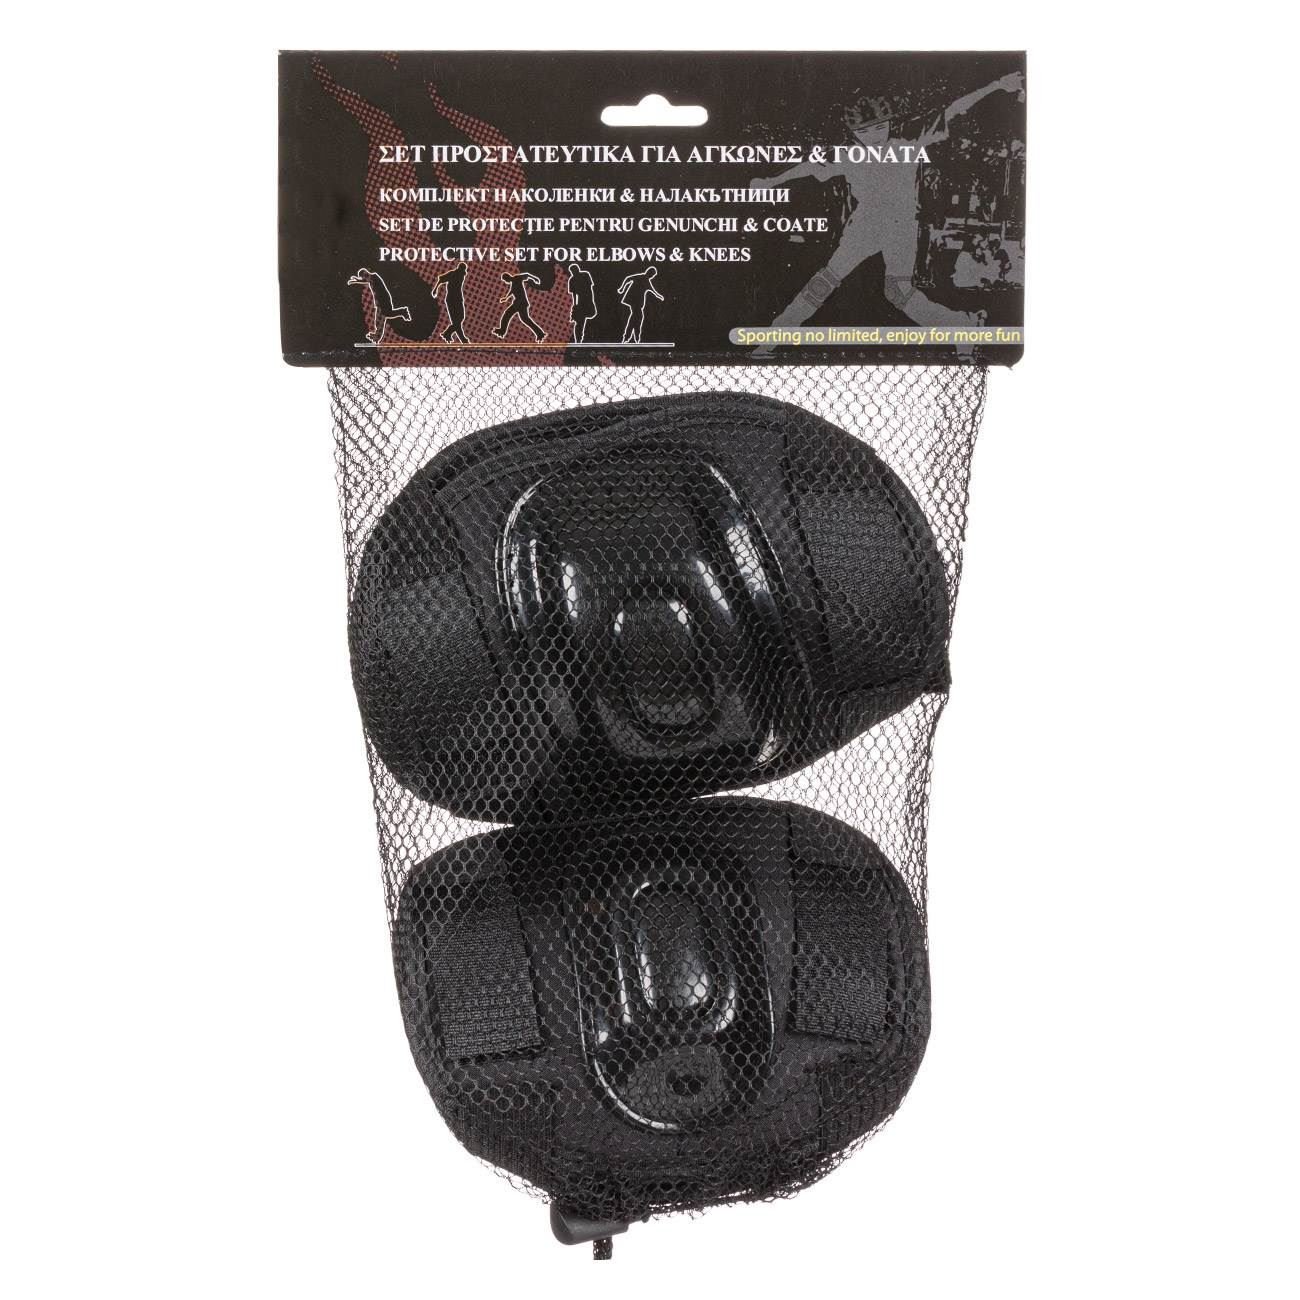 ΣΕΤ ΠΡΟΣΤΑΤΕΥΤΙΚΑ ΓΙΑ ΑΓΚΩΝΕΣ & ΓΟΝΑΤΑ
КОМПЛЕКТ НАКОЛЕНКИ & НАЛАКЪТНИЦИ
SET DE PROTECŢIE PENTRU GENUNCHI & COATE
PROTECTIVE SET FOR ELBOWS & KNEES
Sporting no limited, enjoy for more fun